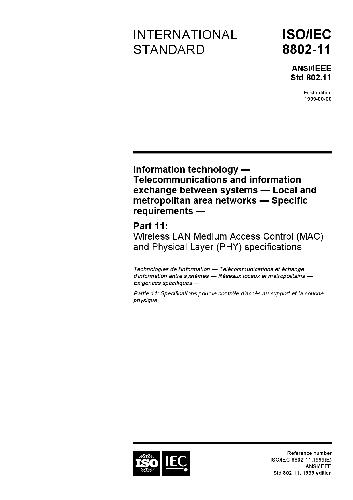 INTERNATIONAL
STANDARD
ISO/IEC
8802-11
ANSI/IEEE
Std 802.11
First edition
1999-00-00
Information technology —
Telecommunications and information
exchange between systems — Local and
metropolitan area networks — Specific
requirements —
Part 11:
Wireless LAN Medium Access Control (MAC)
and Physical Layer (PHY) specifications
Technologies de l'information — Télécommunications et échange
d'information entre systèmes — Réseaux locaux et métropolitains —
Exigences spécifiques —
Partie 11: Spécifications pour le contrôle d'accès au support et la couche
physique
ISO
IEC
Reference number
ISO/IEC 8802-11:1999(E)
ANSI/IEEE
Std 802.11, 1999 edition